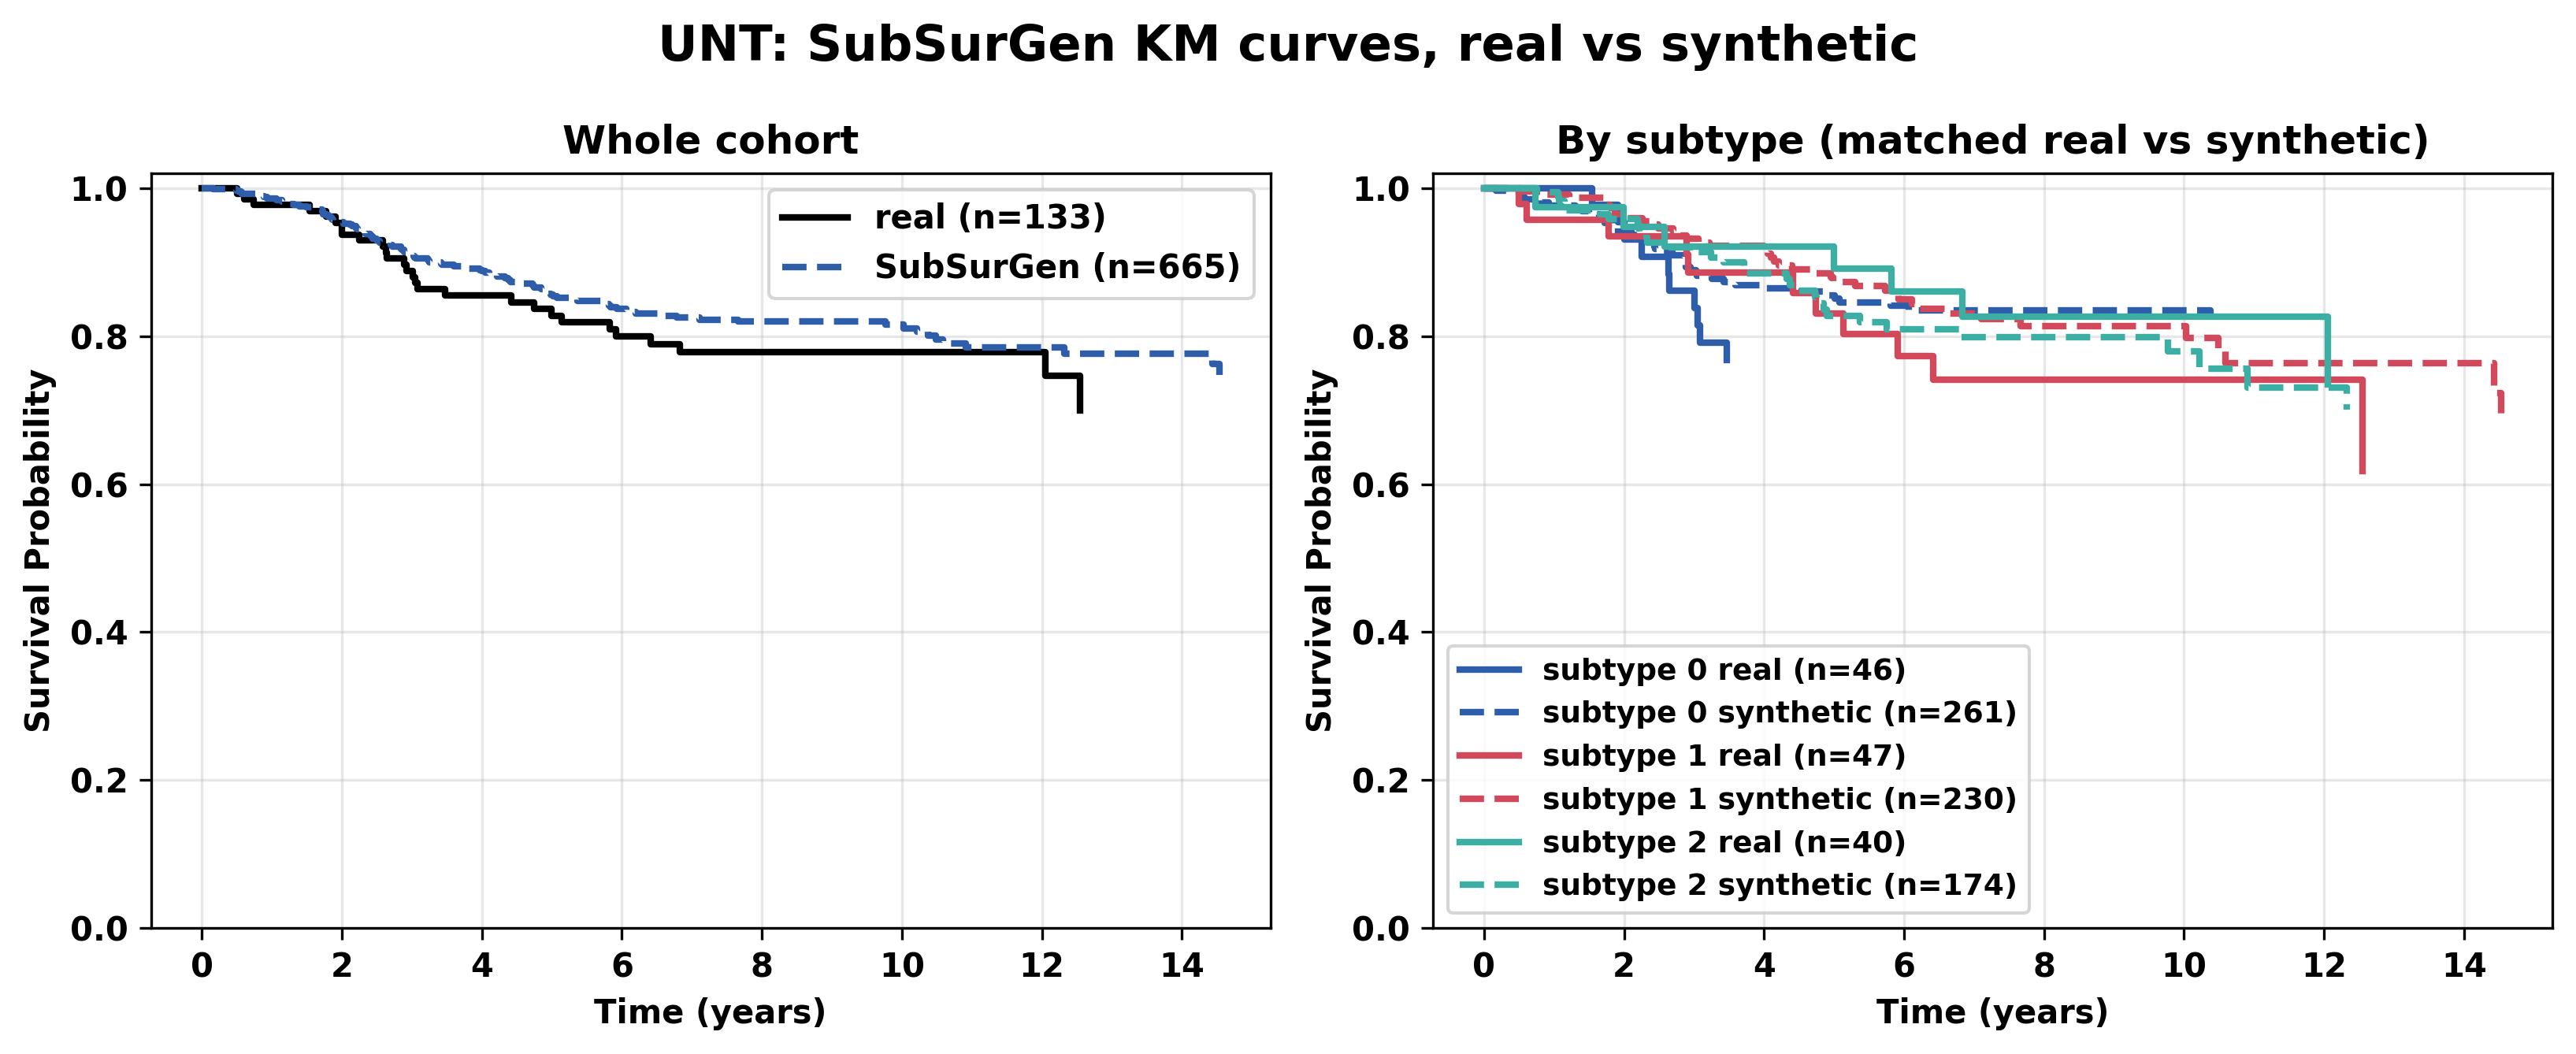 UNT: SubSurGen KM curves, real vs synthetic
Whole cohort
Survival Probability
1.0
0.8
0.6
0.4
0.2
0.0
real (n=133)
SubSurGen (n=665)
0 2 4 6 8 10 12 14
Time (years)
By subtype (matched real vs synthetic)
Survival Probability
1.0
0.8
0.6
0.4
0.2
0.0
subtype 0 real (n=46)
subtype 0 synthetic (n=261)
subtype 1 real (n=47)
subtype 1 synthetic (n=230)
subtype 2 real (n=40)
subtype 2 synthetic (n=174)
0 2 4 6 8 10 12 14
Time (years)